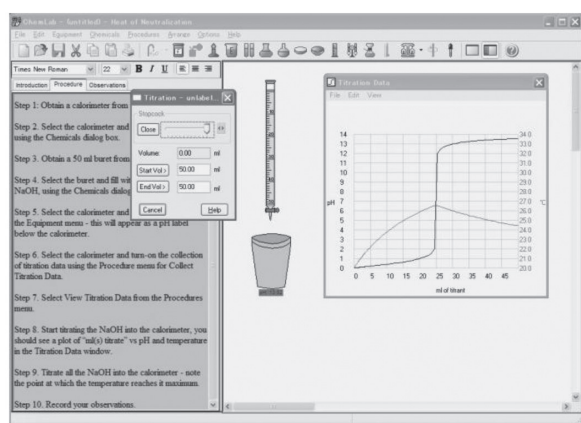 ChemLab - (untitled) - Heat of Neutralization
File Edit Equipment Chemicals Procedures Arrange Options Help
Times New Roman 22 B I U
Introduction Procedure Observations
Step 1: Obtain a calorimeter from
Step 2. Select the calorimeter and
using the Chemicals dialog box.
Step 3. Obtain a 50 ml buret from
Step 4. Select the buret and fill wit
NaOH, using the Chemicals dialog
Step 5. Select the calorimeter and
the Equipment menu - this will appear as a pH label
below the calorimeter.
Step 6. Select the calorimeter and turn-on the collection
of titration data using the Procedure menu for Collect
Titration Data.
Step 7. Select View Titration Data from the Procedures
menu.
Step 8. Start titrating the NaOH into the calorimeter, you
should see a plot of "ml(s) titrate" vs pH and temperature
in the Titration Data window.
Step 9. Titrate all the NaOH into the calorimeter - note
the point at which the temperature reaches it maximum.
Step 10. Record your observations.
Titration - unlabel...
Stopcock
Close
Volume: 0.00 ml
Start Vol > 50.00 ml
End Vol > 50.00 ml
Cancel Help
Titration Data
File Edit View
14 34.0
13 33.0
12 32.0
11 31.0
10 30.0
9 29.0
8 28.0
pH 7 27.0 °C
6 26.0
5 25.0
4 24.0
3 23.0
2 22.0
1 21.0
0 20.0
0 5 10 15 20 25 30 35 40 45
ml of titrant